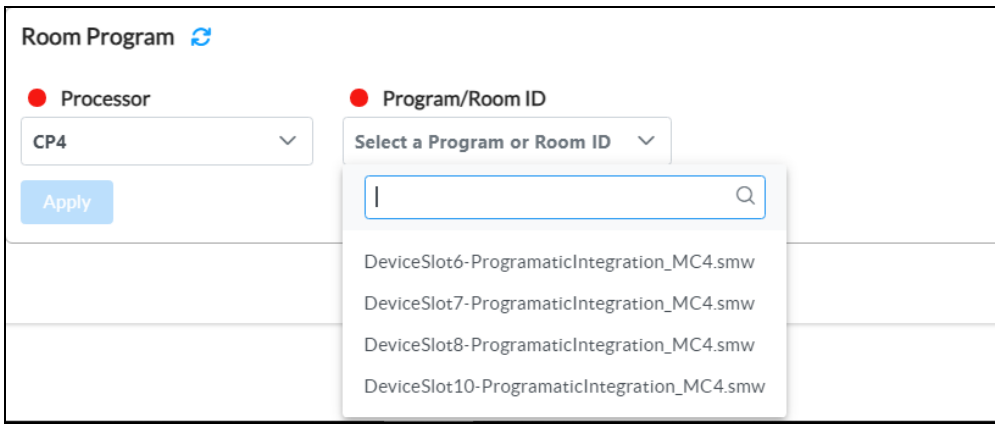 Room Program
Processor
Program/Room ID
CP4
Select a Program or Room ID
Apply
DeviceSlot6-ProgramaticIntegration_MC4.smw
DeviceSlot7-ProgramaticIntegration_MC4.smw
DeviceSlot8-ProgramaticIntegration_MC4.smw
DeviceSlot10-ProgramaticIntegration_MC4.smw